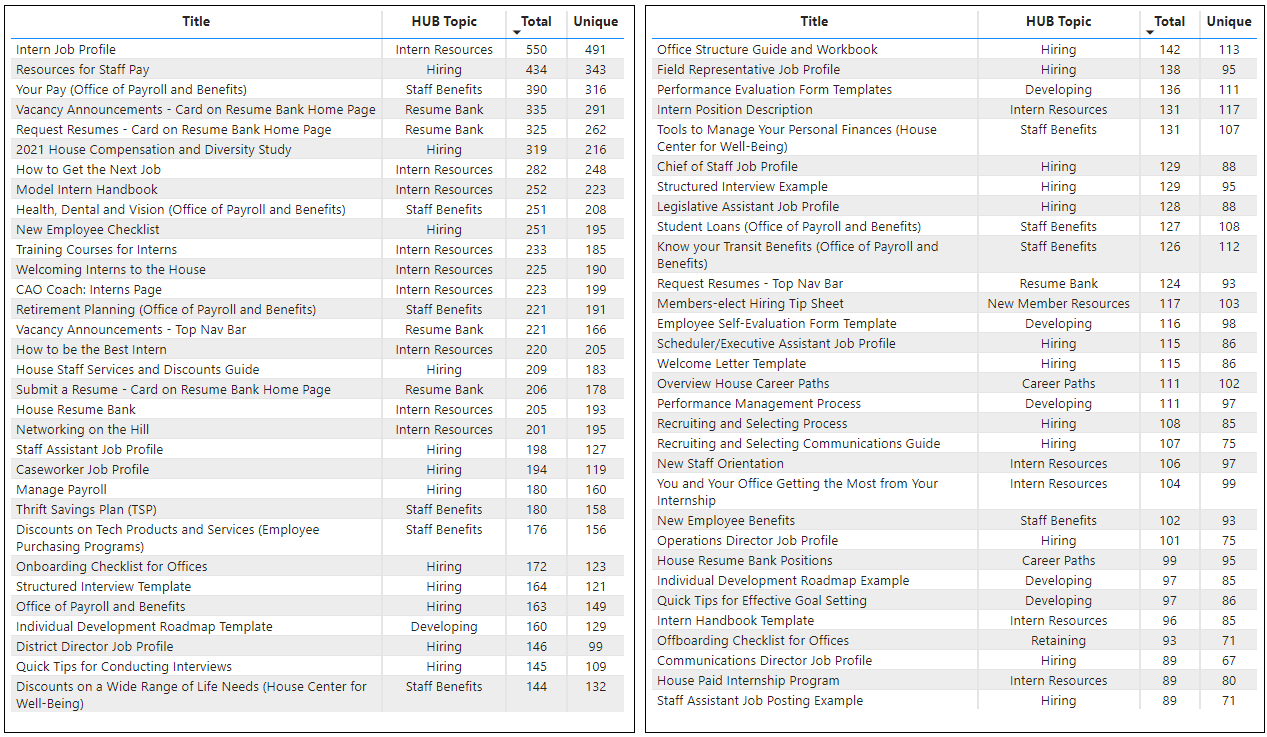 Title HUB Topic Total Unique
Intern Job Profile Intern Resources 550 491
Resources for Staff Pay Hiring 434 343
Your Pay (Office of Payroll and Benefits) Staff Benefits 390 316
Vacancy Announcements - Card on Resume Bank Home Page Resume Bank 335 291
Request Resumes - Card on Resume Bank Home Page Resume Bank 325 262
2021 House Compensation and Diversity Study Hiring 319 216
How to Get the Next Job Intern Resources 282 248
Model Intern Handbook Intern Resources 252 223
Health, Dental and Vision (Office of Payroll and Benefits) Staff Benefits 251 208
New Employee Checklist Hiring 251 195
Training Courses for Interns Intern Resources 233 185
Welcoming Interns to the House Intern Resources 225 190
CAO Coach: Interns Page Intern Resources 223 199
Retirement Planning (Office of Payroll and Benefits) Staff Benefits 221 191
Vacancy Announcements - Top Nav Bar Resume Bank 221 166
How to be the Best Intern Intern Resources 220 205
House Staff Services and Discounts Guide Hiring 209 183
Submit a Resume - Card on Resume Bank Home Page Resume Bank 206 178
House Resume Bank Intern Resources 205 193
Networking on the Hill Intern Resources 201 195
Staff Assistant Job Profile Hiring 198 127
Caseworker Job Profile Hiring 194 119
Manage Payroll Hiring 180 160
Thrift Savings Plan (TSP) Staff Benefits 180 158
Discounts on Tech Products and Services (Employee Staff Benefits 176 156
Purchasing Programs)
Onboarding Checklist for Offices Hiring 172 123
Structured Interview Template Hiring 164 121
Office of Payroll and Benefits Hiring 163 149
Individual Development Roadmap Template Developing 160 129
District Director Job Profile Hiring 146 99
Quick Tips for Conducting Interviews Hiring 145 109
Discounts on a Wide Range of Life Needs (House Center for Staff Benefits 144 132
Well-Being)
Title HUB Topic Total Unique
Office Structure Guide and Workbook Hiring 142 113
Field Representative Job Profile Hiring 138 95
Performance Evaluation Form Templates Developing 136 111
Intern Position Description Intern Resources 131 117
Tools to Manage Your Personal Finances (House Staff Benefits 131 107
Center for Well-Being)
Chief of Staff Job Profile Hiring 129 88
Structured Interview Example Hiring 129 95
Legislative Assistant Job Profile Hiring 128 88
Student Loans (Office of Payroll and Benefits) Staff Benefits 127 108
Know your Transit Benefits (Office of Payroll and Staff Benefits 126 112
Benefits)
Request Resumes - Top Nav Bar Resume Bank 124 93
Members-elect Hiring Tip Sheet New Member Resources 117 103
Employee Self-Evaluation Form Template Developing 116 98
Scheduler/Executive Assistant Job Profile Hiring 115 86
Welcome Letter Template Hiring 115 86
Overview House Career Paths Career Paths 111 102
Performance Management Process Developing 111 97
Recruiting and Selecting Process Hiring 108 85
Recruiting and Selecting Communications Guide Hiring 107 75
New Staff Orientation Intern Resources 106 97
You and Your Office Getting the Most from Your Intern Resources 104 99
Internship
New Employee Benefits Staff Benefits 102 93
Operations Director Job Profile Hiring 101 75
House Resume Bank Positions Career Paths 99 95
Individual Development Roadmap Example Developing 97 85
Quick Tips for Effective Goal Setting Developing 97 86
Intern Handbook Template Intern Resources 96 85
Offboarding Checklist for Offices Retaining 93 71
Communications Director Job Profile Hiring 89 67
House Paid Internship Program Intern Resources 89 80
Staff Assistant Job Posting Example Hiring 89 71